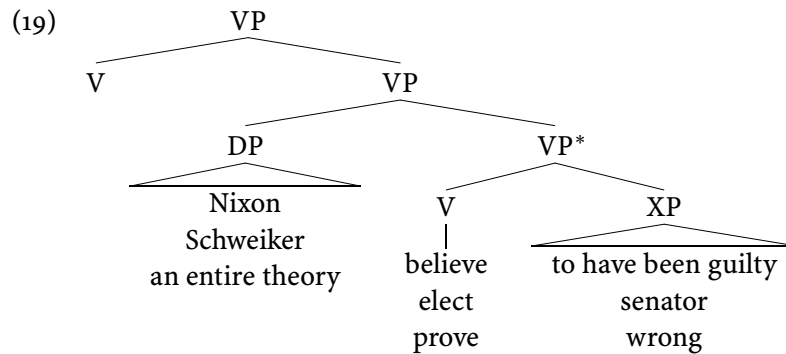 (19) VP
V VP
DP VP*
Nixon V XP
Schweiker
an entire theory believe to have been guilty
elect senator
prove wrong